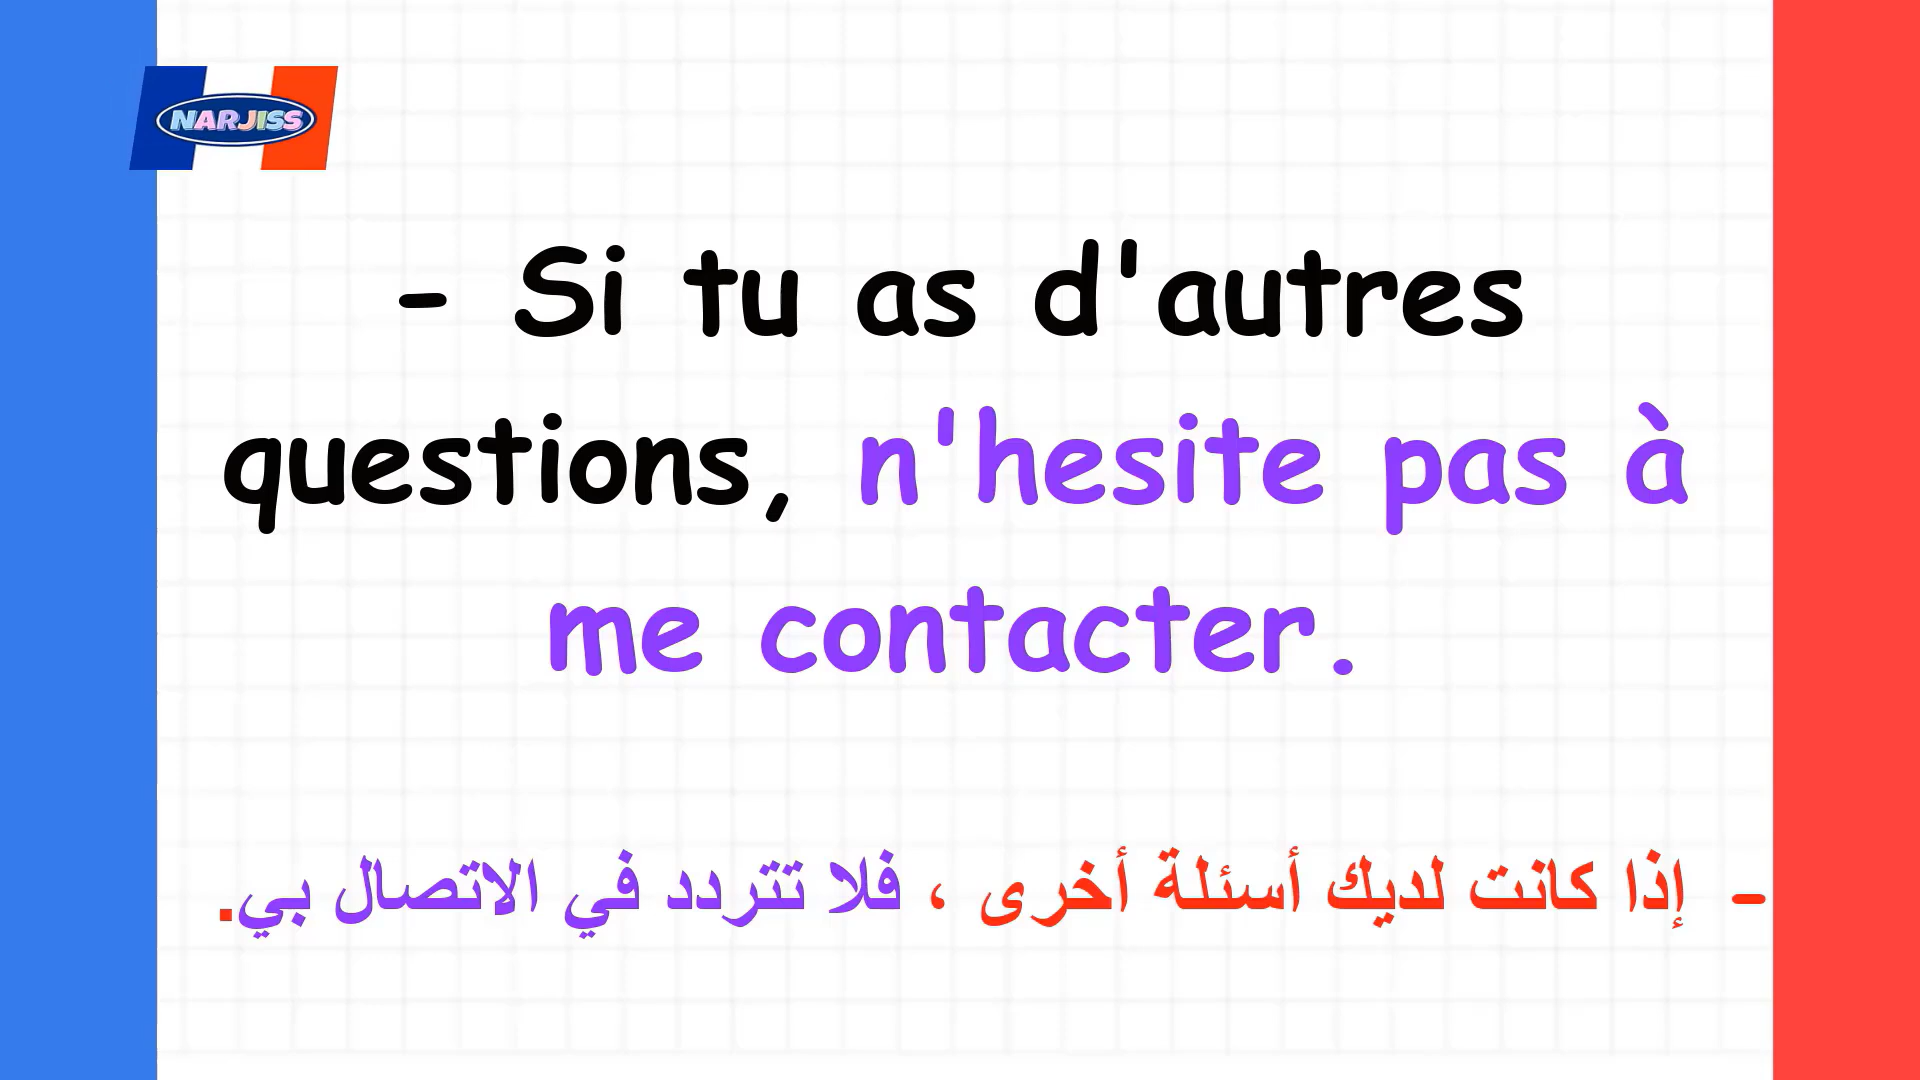 NARJISS
- Si tu as d'autres
questions, n'hesite pas à
me contacter.
- إذا كانت لديك أسئلة أخرى ، فلا تتردد في الاتصال بي.